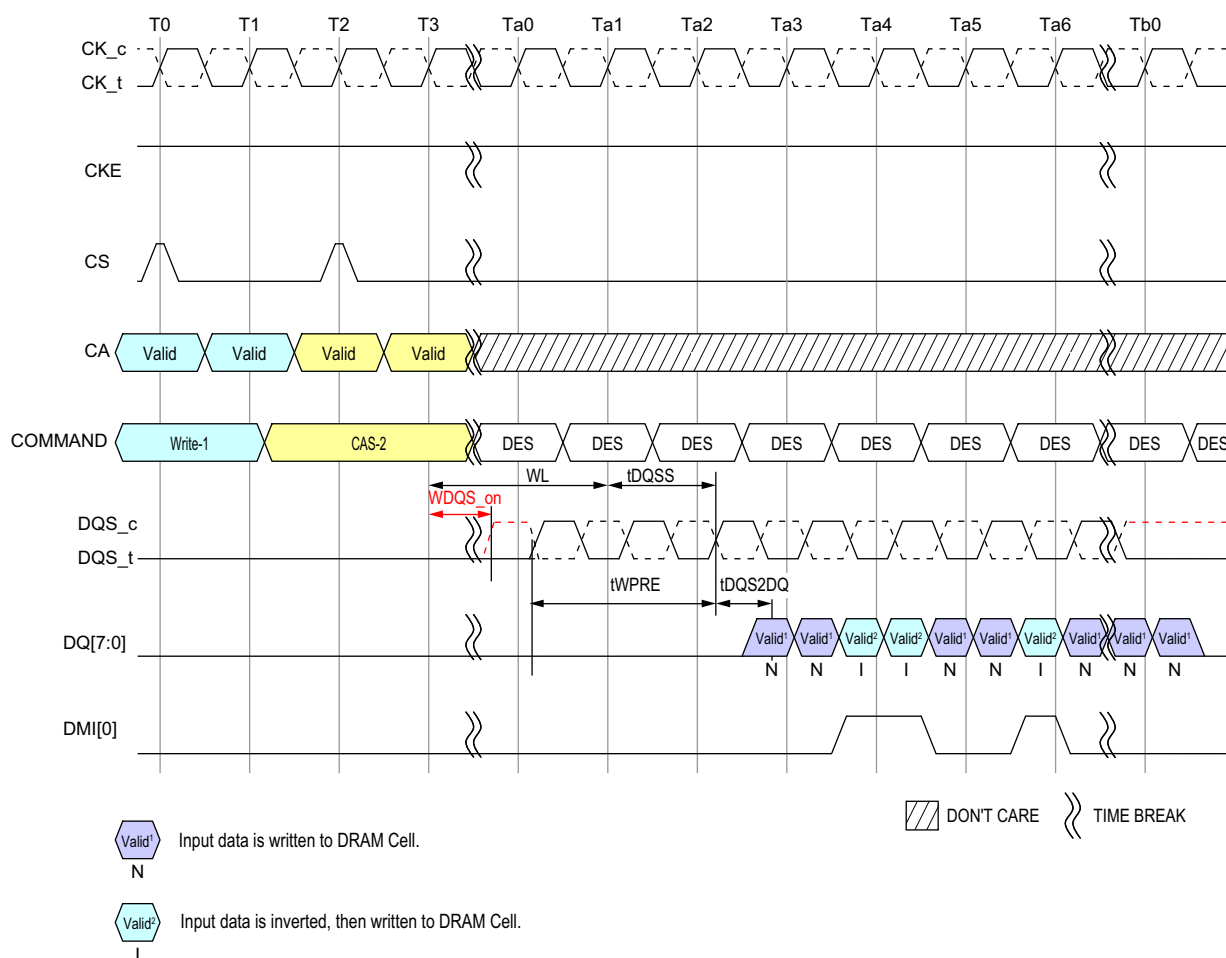 T0 T1 T2 T3 Ta0 Ta1 Ta2 Ta3 Ta4 Ta5 Ta6 Tb0
CK_c
CK_t
CKE
CS
CA Valid Valid Valid Valid
COMMAND Write-1 CAS-2 DES DES DES DES DES DES DES DES DES
WL tDQSS
WDQS_on
DQS_c
DQS_t
tWPRE tDQS2DQ
DQ[7:0] Valid¹ Valid¹ Valid² Valid² Valid¹ Valid¹ Valid² Valid¹ Valid¹ Valid¹
N N I I N N I N N N
DMI[0]
DON'T CARE TIME BREAK
Valid¹ Input data is written to DRAM Cell.
N
Valid² Input data is inverted, then written to DRAM Cell.
I